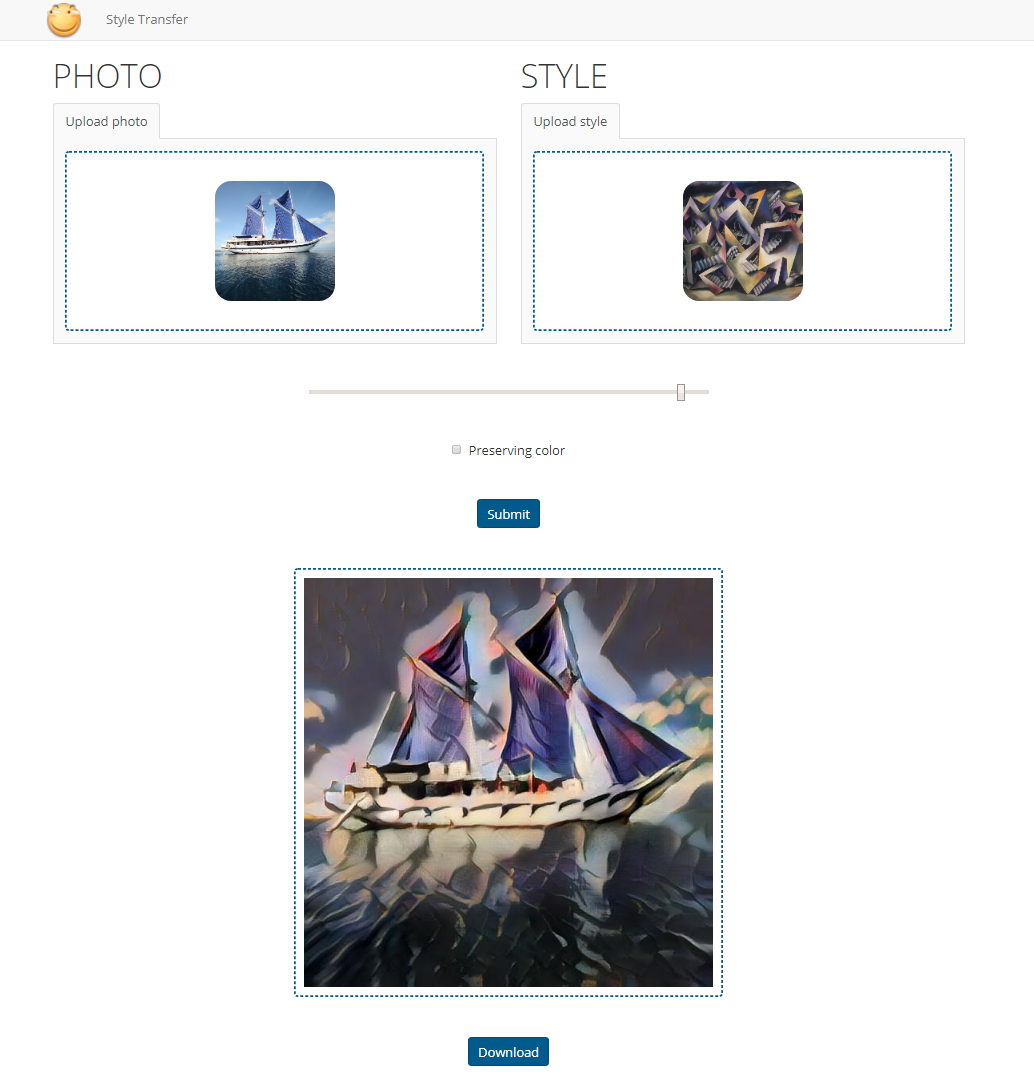 Style Transfer
PHOTO
STYLE
Upload photo
Upload style
Preserving color
Submit
Download